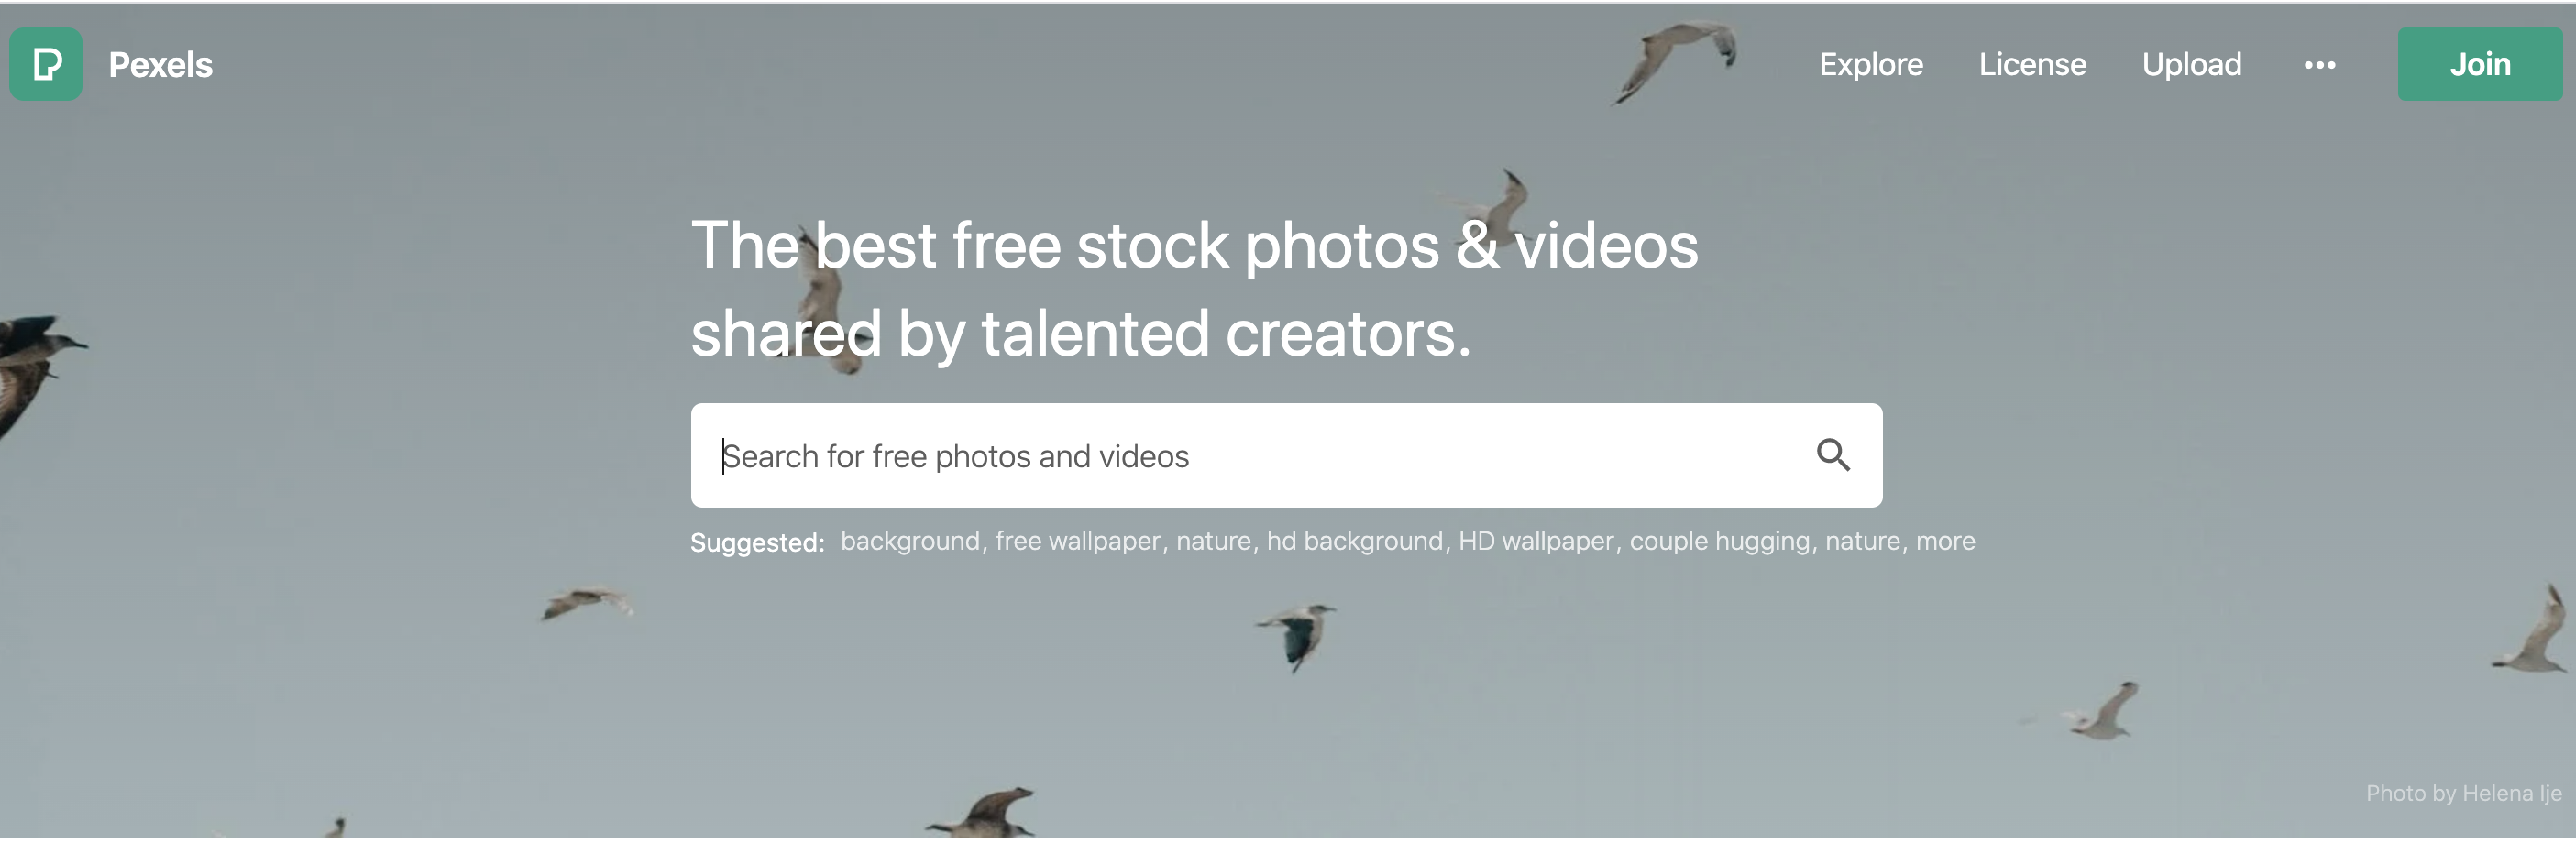 Pexels
Explore License Upload ••• Join
The best free stock photos & videos
shared by talented creators.
Search for free photos and videos
Suggested: background, free wallpaper, nature, hd background, HD wallpaper, couple hugging, nature, more
Photo by Helena Ije